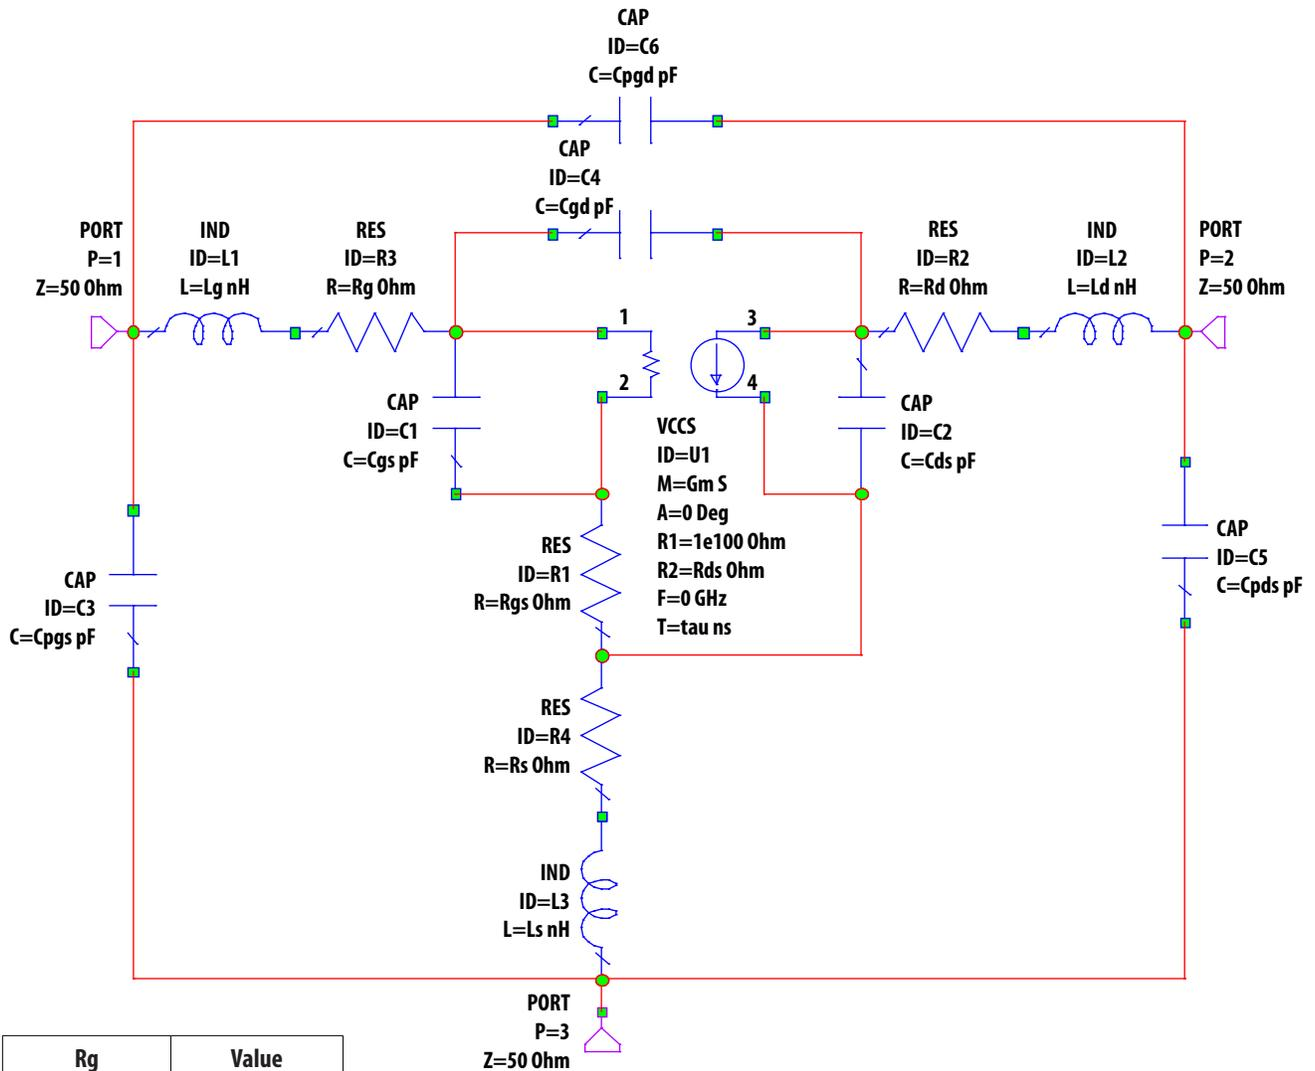 CAP
ID=C6
C=Cpgd pF
CAP
ID=C4
C=Cgd pF
PORT
P=1
Z=50 Ohm
IND
ID=L1
L=Lg nH
RES
ID=R3
R=Rg Ohm
RES
ID=R2
R=Rd Ohm
IND
ID=L2
L=Ld nH
PORT
P=2
Z=50 Ohm
1
2
3
4
CAP
ID=C1
C=Cgs pF
VCCS
ID=U1
M=Gm S
A=0 Deg
R1=1e100 Ohm
R2=Rds Ohm
F=0 GHz
T=tau ns
CAP
ID=C2
C=Cds pF
CAP
ID=C5
C=Cpds pF
RES
ID=R1
R=Rgs Ohm
CAP
ID=C3
C=Cpgs pF
RES
ID=R4
R=Rs Ohm
IND
ID=L3
L=Ls nH
PORT
P=3
Z=50 Ohm
Rg Value